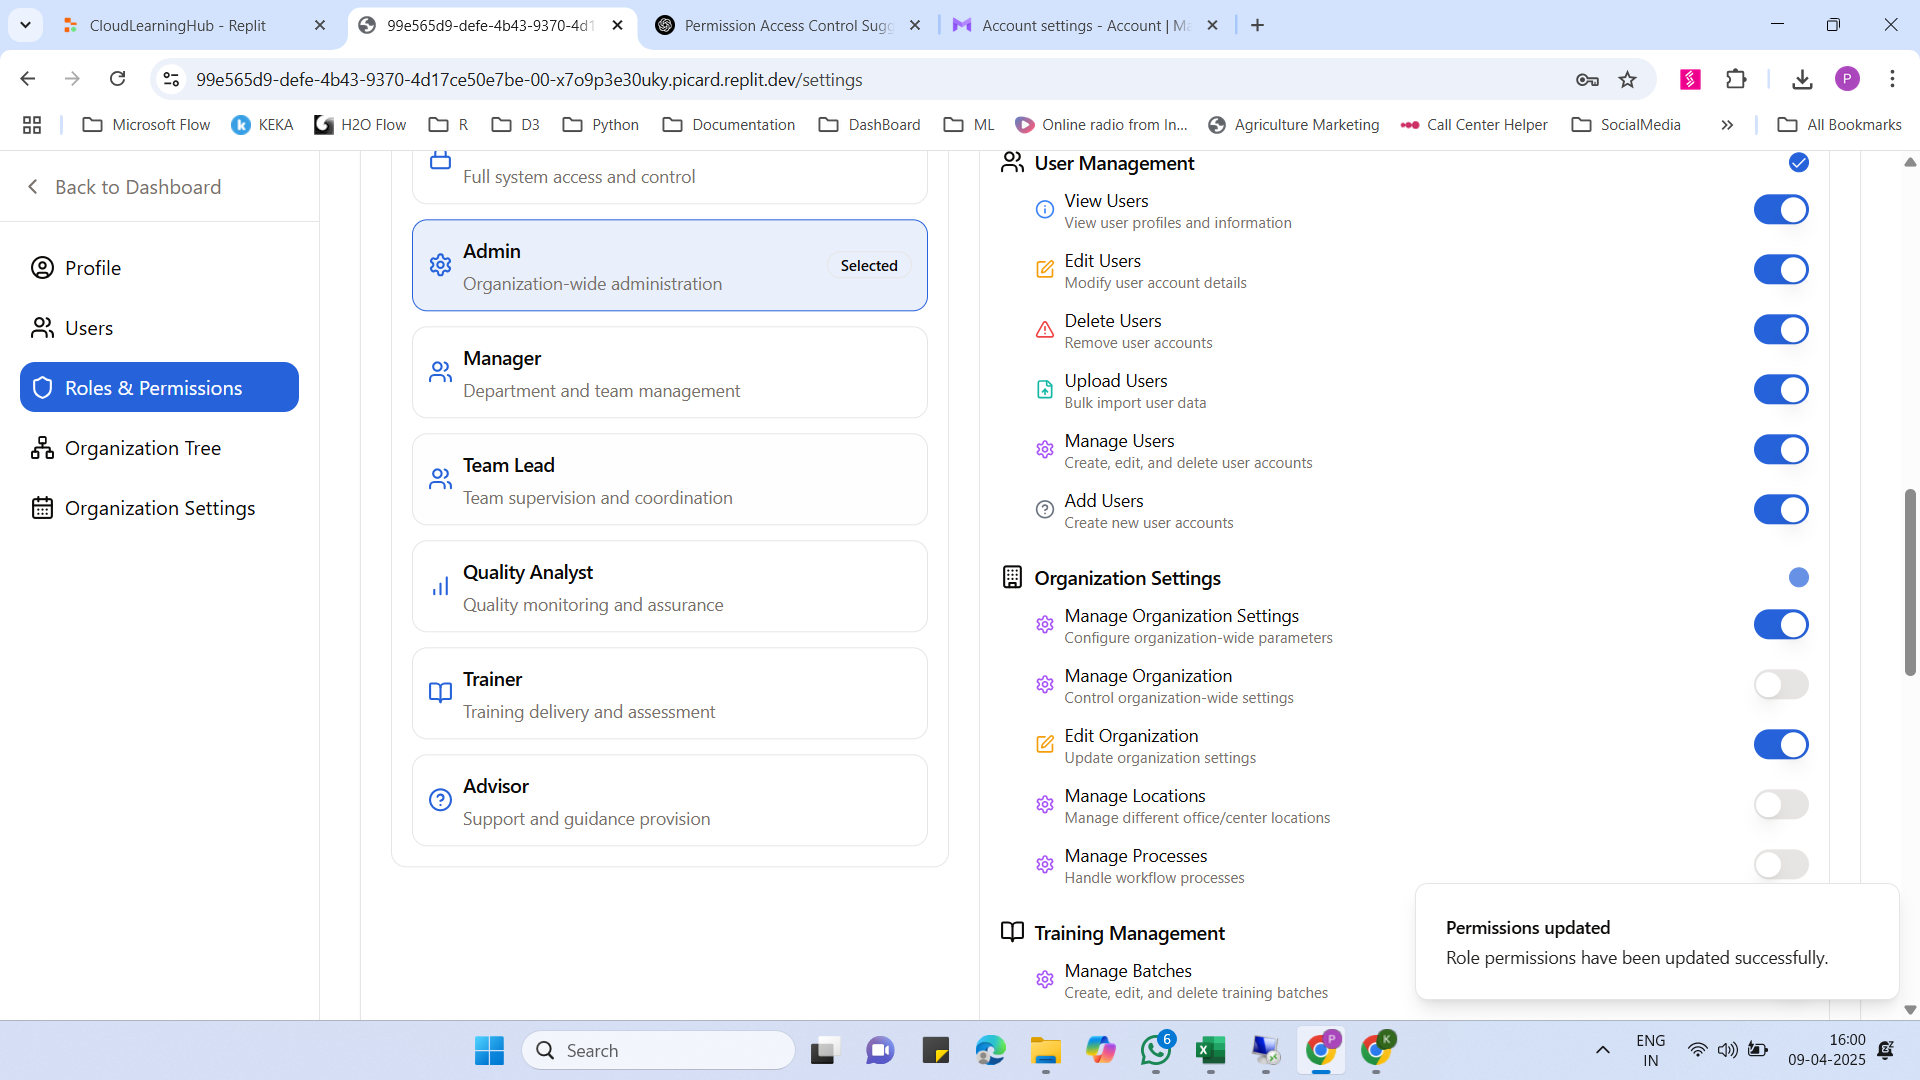 CloudLearningHub - Replit
99e565d9-defe-4b43-9370-4d1
Permission Access Control Sugg
Account settings - Account | Ma
99e565d9-defe-4b43-9370-4d17ce50e7be-00-x7o9p3e30uky.picard.replit.dev/settings
P
Microsoft Flow
KEKA
H2O Flow
R
D3
Python
Documentation
DashBoard
ML
Online radio from In...
Agriculture Marketing
Call Center Helper
SocialMedia
All Bookmarks
Back to Dashboard
Profile
Users
Roles & Permissions
Organization Tree
Organization Settings
Full system access and control
Admin
Organization-wide administration
Selected
Manager
Department and team management
Team Lead
Team supervision and coordination
Quality Analyst
Quality monitoring and assurance
Trainer
Training delivery and assessment
Advisor
Support and guidance provision
User Management
View Users
View user profiles and information
Edit Users
Modify user account details
Delete Users
Remove user accounts
Upload Users
Bulk import user data
Manage Users
Create, edit, and delete user accounts
Add Users
Create new user accounts
Organization Settings
Manage Organization Settings
Configure organization-wide parameters
Manage Organization
Control organization-wide settings
Edit Organization
Update organization settings
Manage Locations
Manage different office/center locations
Manage Processes
Handle workflow processes
Training Management
Manage Batches
Create, edit, and delete training batches
Permissions updated
Role permissions have been updated successfully.
Search
6
P
K
ENG
IN
16:00
09-04-2025